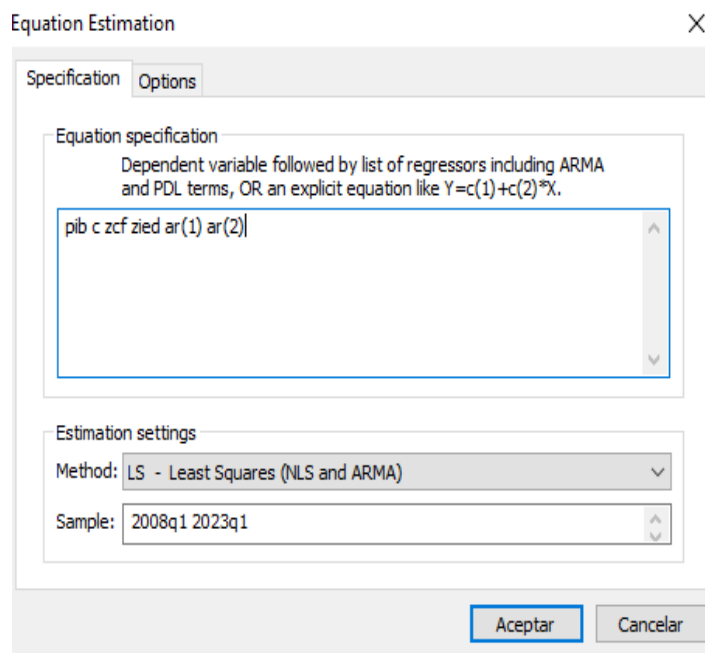 Equation Estimation
Specification
Options
Equation specification
Dependent variable followed by list of regressors including ARMA
and PDL terms, OR an explicit equation like Y=c(1)+c(2)*X.
pib c zcf zied ar(1) ar(2)
Estimation settings
Method: LS - Least Squares (NLS and ARMA)
Sample: 2008q1 2023q1
Aceptar
Cancelar